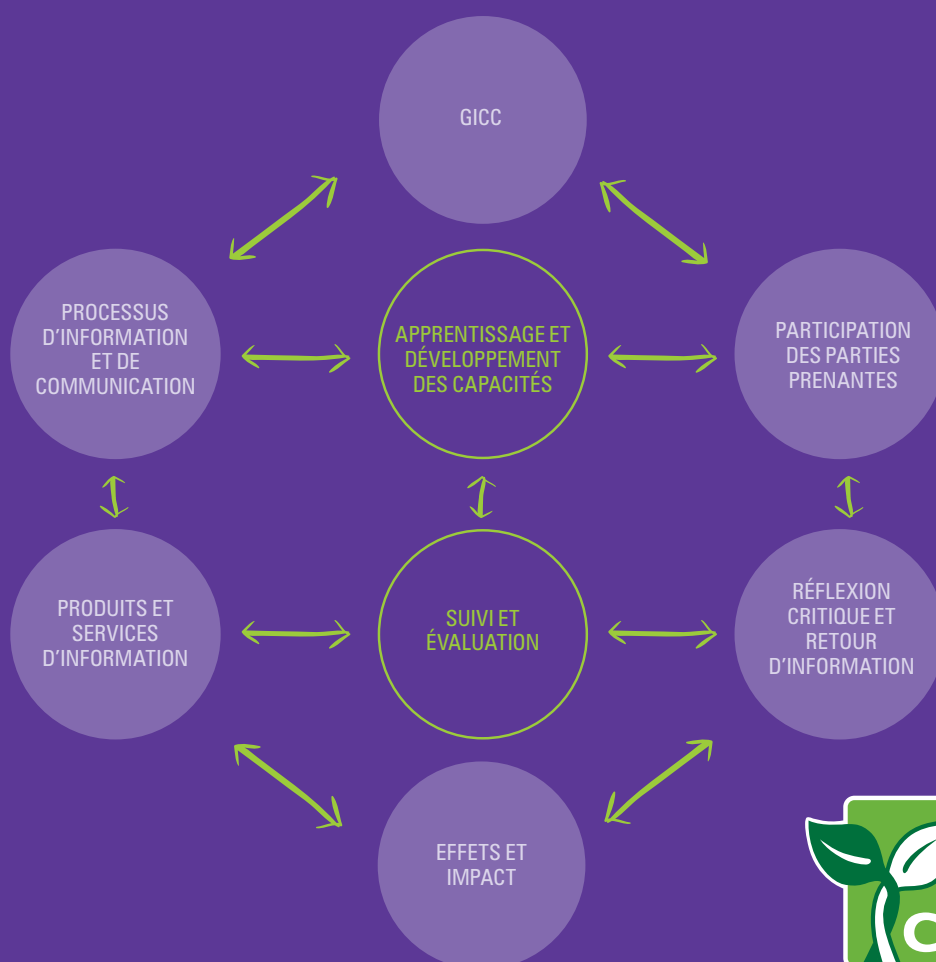 GICC
PROCESSUS
D'INFORMATION
ET DE
COMMUNICATION
APPRENTISSAGE ET
DÉVELOPPEMENT
DES CAPACITÉS
PARTICIPATION
DES PARTIES
PRENANTES
PRODUITS ET
SERVICES
D'INFORMATION
SUIVI ET
ÉVALUATION
RÉFLEXION
CRITIQUE ET
RETOUR
D'INFORMATION
EFFETS ET
IMPACT